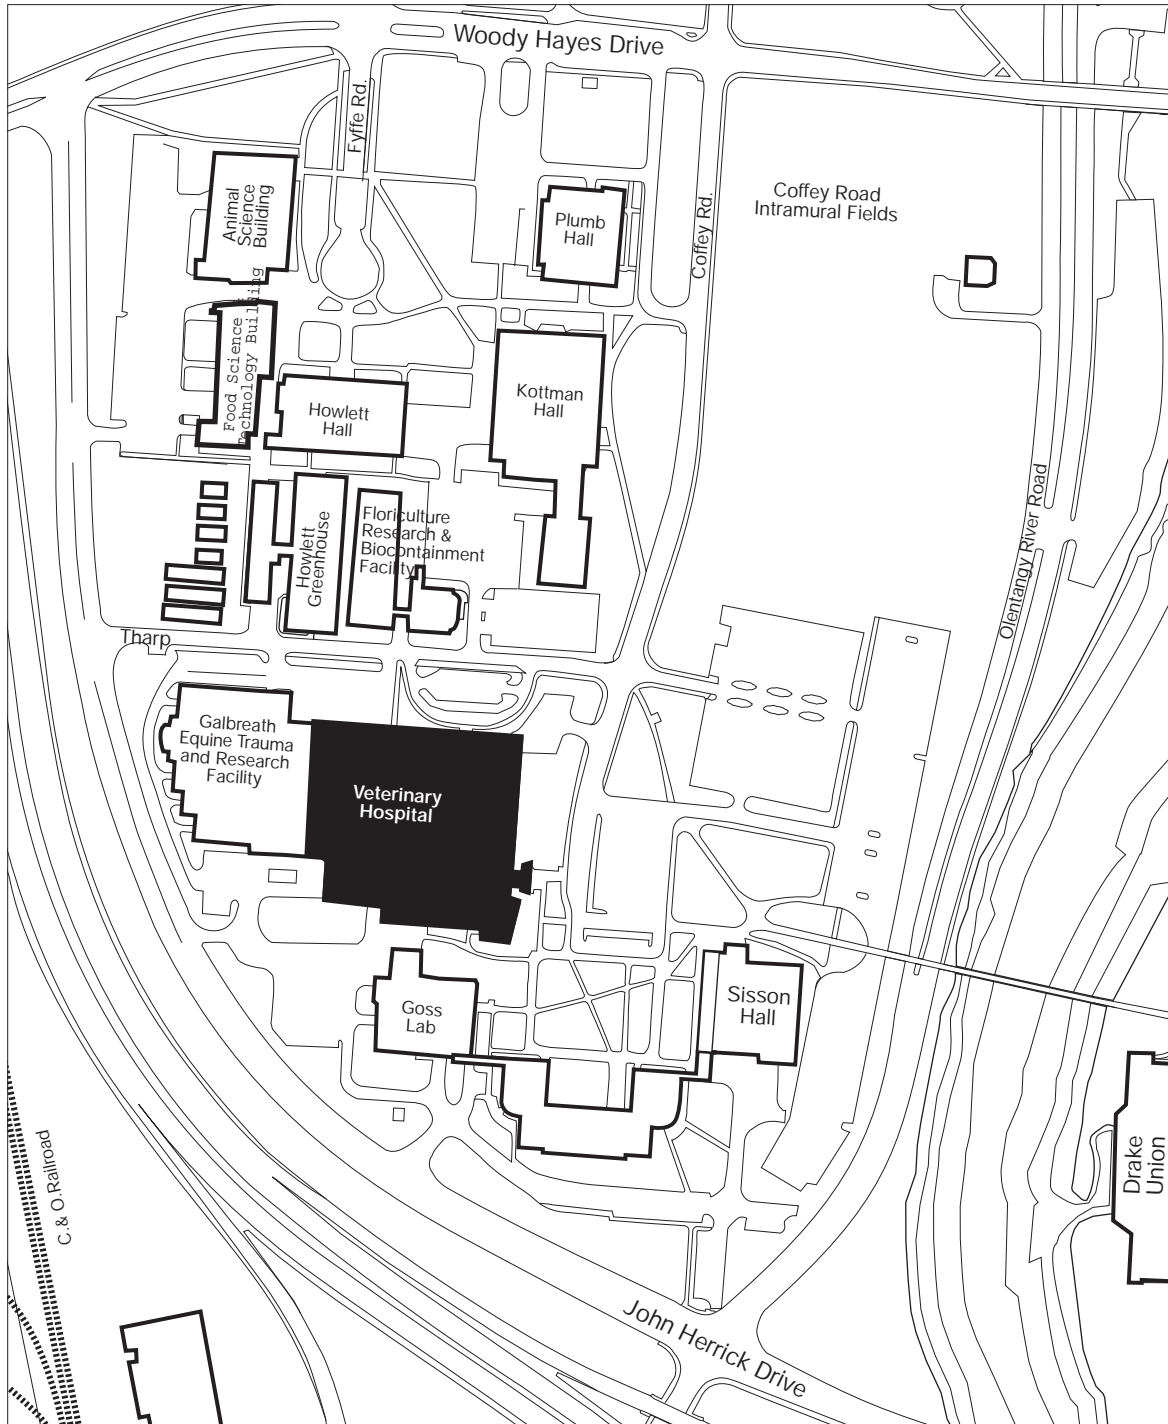 Woody Hayes Drive
Fyffe Rd.
Animal
Science
Building
Plumb
Hall
Coffey Rd.
Coffey Road
Intramural Fields
Food Science
Technology Building
Howlett
Hall
Kottman
Hall
Howlett
Greenhouse
Floriculture
Research &
Biocontainment
Facility
Olentangy River Road
Tharp
Galbreath
Equine Trauma
and Research
Facility
Veterinary
Hospital
Goss
Lab
Sisson
Hall
C.& O.Railroad
Drake
Union
John Herrick Drive